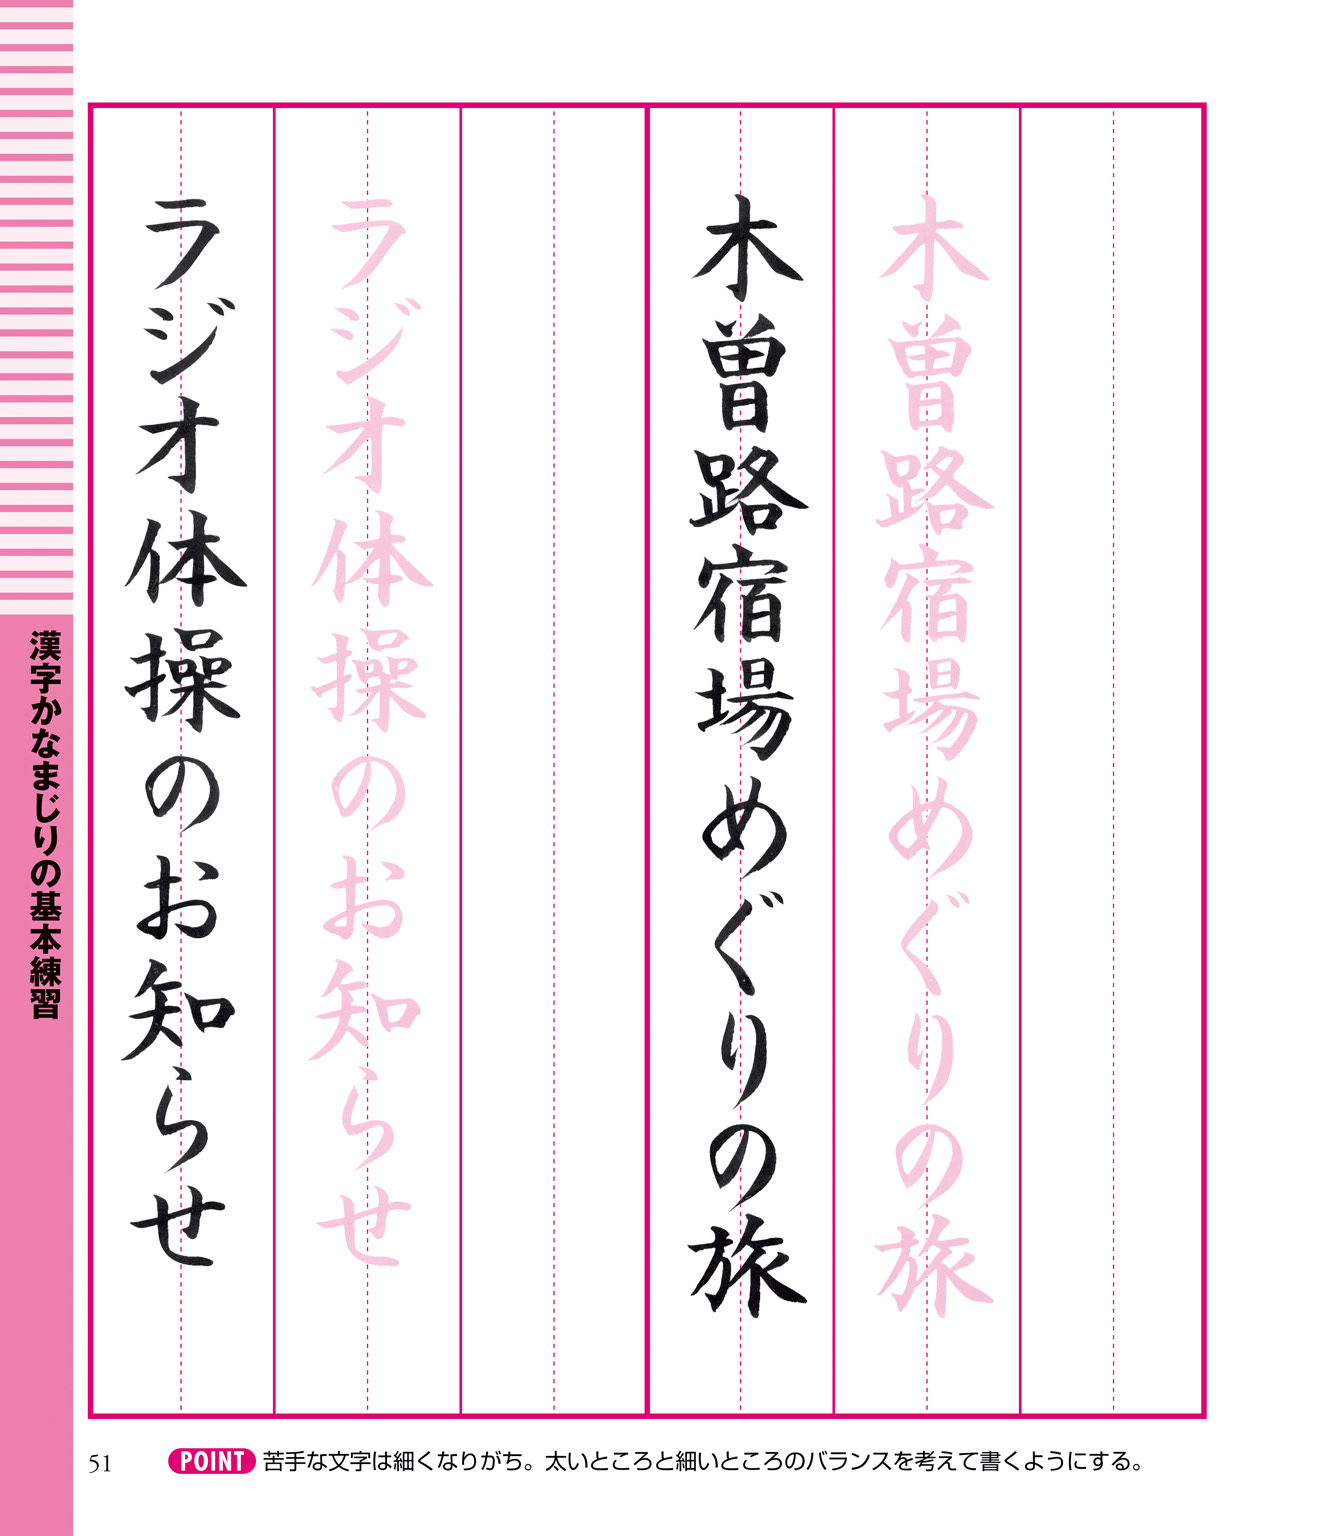 木曽路宿場めぐりの旅
木曽路宿場めぐりの旅
ラジオ体操のお知らせ
ラジオ体操のお知らせ
漢字かなまじりの基本練習
51
POINT 苦手な文字は細くなりがち。太いところと細いところのバランスを考えて書くようにする。